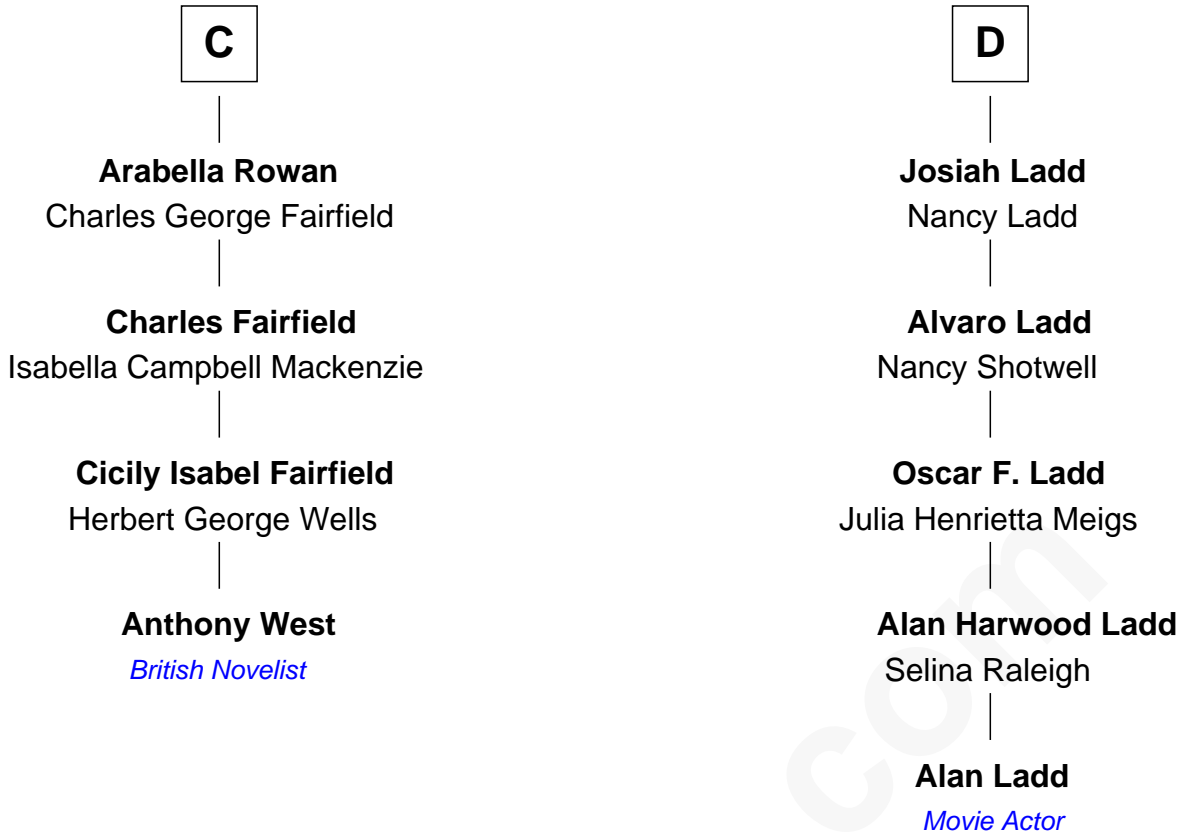 C
Arabella Rowan
Charles George Fairfield
Charles Fairfield
Isabella Campbell Mackenzie
Cicily Isabel Fairfield
Herbert George Wells
Anthony West
British Novelist
D
Josiah Ladd
Nancy Ladd
Alvaro Ladd
Nancy Shotwell
Oscar F. Ladd
Julia Henrietta Meigs
Alan Harwood Ladd
Selina Raleigh
Alan Ladd
Movie Actor
com